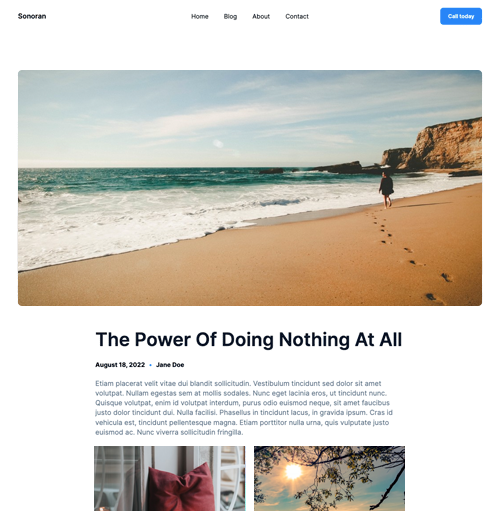 Sonoran
Home Blog About Contact
Call today
The Power Of Doing Nothing At All
August 18, 2022 • Jane Doe
Etiam placerat velit vitae dui blandit sollicitudin. Vestibulum tincidunt sed dolor sit amet
volutpat. Nullam egestas sem at mollis sodales. Nunc eget lacinia eros, ut tincidunt nunc.
Quisque volutpat, enim id volutpat interdum, purus odio euismod neque, sit amet faucibus
justo dolor tincidunt dui. Nulla facilisi. Phasellus in tincidunt lacus, in gravida ipsum. Cras id
vehicula est, tincidunt pellentesque magna. Etiam porttitor nulla urna, quis vulputate justo
euismod ac. Nunc viverra sollicitudin fringilla.